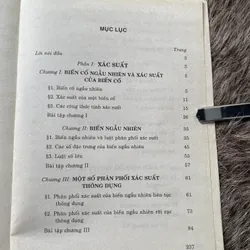 MỤC LỤC
Trang
Lời nói đầu 3
Phần I: XÁC SUẤT
Chương I: BIẾN CỐ NGẪU NHIÊN VÀ XÁC SUẤT
CỦA BIẾN CỐ
§1. Biến cố ngẫu nhiên
§2. Xác suất của một biến cố
§3. Các công thức tính xác suất
Bài tập chương I
Chương II: BIẾN NGẪU NHIÊN
§1. Biến ngẫu nhiên và luật phân phối xác suất
§2. Các số đặc trưng của biến ngẫu nhiên
§3. Luật số lớn
Bài tập chương II 57
Chương III: MỘT SỐ PHÂN PHỐI XÁC SUẤT
THÔNG DỤNG
§1. Phân phối xác suất của biến ngẫu nhiên liên tục
thông dụng
§2. Phân phối xác suất của biến ngẫu nhiên rời rạc
thông dụng
Bài tập chương III 94
237